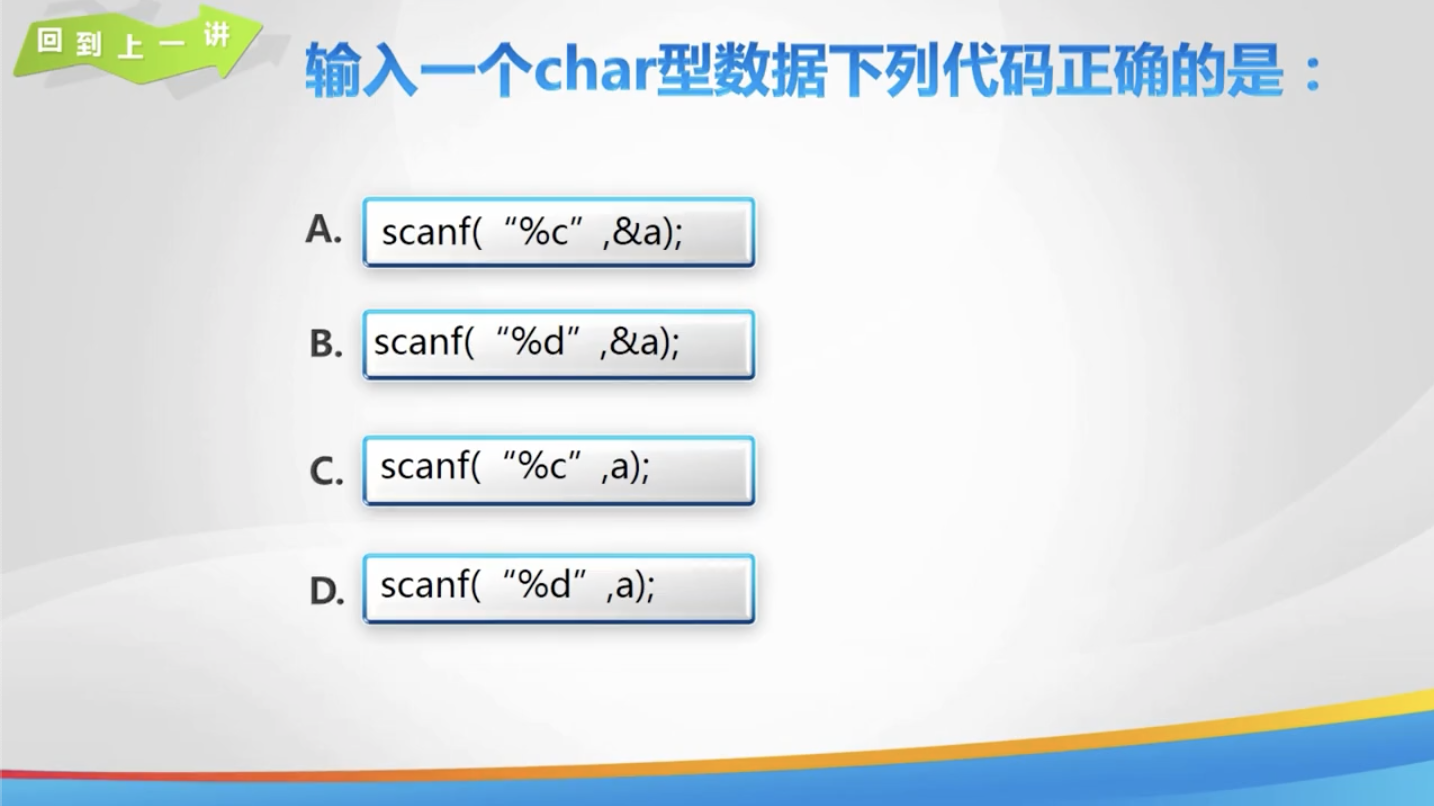 回到上一讲
输入一个char型数据下列代码正确的是：
A. scanf(“%c”,&a);
B. scanf(“%d”,&a);
C. scanf(“%c”,a);
D. scanf(“%d”,a);